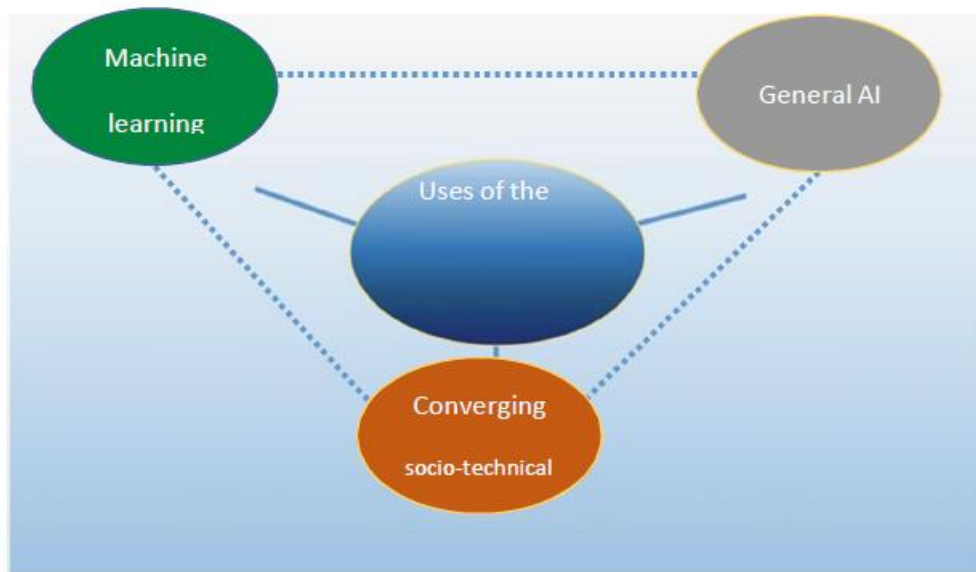 Machine
learning
General AI
Uses of the
Converging
socio-technical